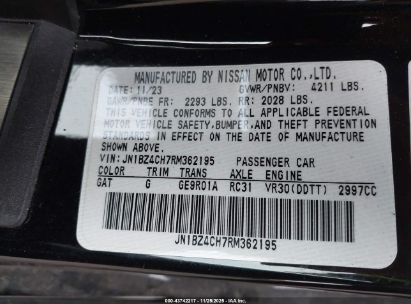 MANUFACTURED BY NISSAN MOTOR CO.,LTD.
DATE: 11/23 GVWR/PNBV: 4211 LBS.
GAWR/PNBE FR: 2293 LBS. RR: 2028 LBS.
THIS VEHICLE CONFORMS TO ALL APPLICABLE FEDERAL
MOTOR VEHICLE SAFETY, BUMPER, AND THEFT PREVENTION
STANDARDS IN EFFECT ON THE DATE OF MANUFACTURE
SHOWN ABOVE.
VIN: JN1BZ4CH7RM362195 PASSENGER CAR
COLOR TRIM TRANS AXLE ENGINE
GAT G GE9R01A RC31 VR30(DDTT) 2997CC
JN1BZ4CH7RM362195